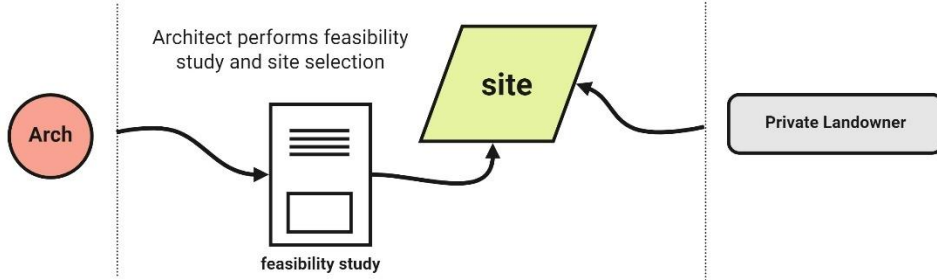 Architect performs feasibility
study and site selection
site
Arch
Private Landowner
feasibility study